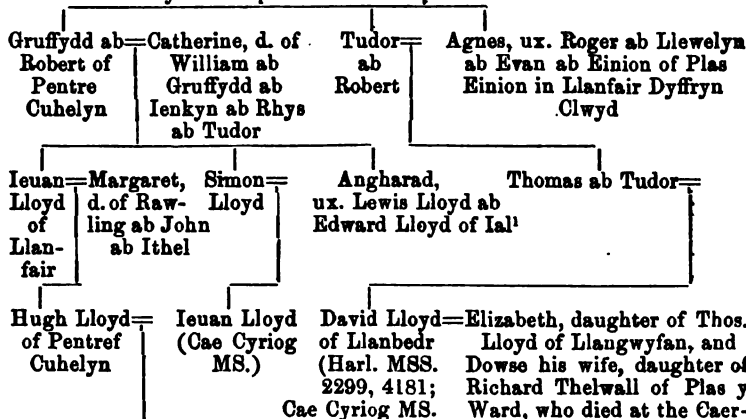 Gruffydd ab=Catherine, d. of Tudor= Agnes, ux. Roger ab Llewelyn
Robert of William ab ab ab Evan ab Einion of Plas
Pentre Gruffydd ab Robert Einion in Llanfair Dyffryn
Cuhelyn Ienkyn ab Rhys Clwyd
ab Tudor
Ieuan=Margaret, Simon= Angharad, Thomas ab Tudor=
Lloyd d. of Raw- Lloyd ux. Lewis Lloyd ab
of ling ab John Edward Lloyd of Ial¹
Llan- ab Ithel
fair
Hugh Lloyd= Ieuan Lloyd David Lloyd=Elizabeth, daughter of Thos.
of Pentref (Cae Cyriog of Llanbedr Lloyd of Llangwyfan, and
Cuhelyn MS.) (Harl. MSS. Dowse his wife, daughter of
2299, 4181; Richard Thelwall of Plas y
Cae Cyriog MS. Ward, who died at the Caer-